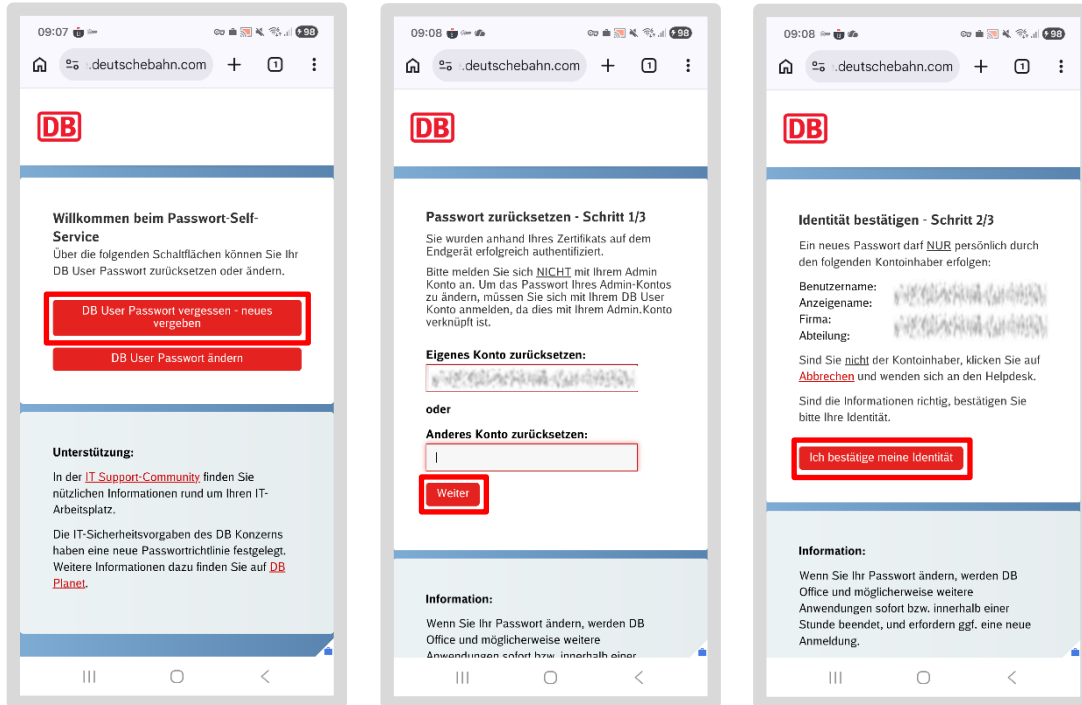 09:07
98
.deutschebahn.com
1
DB
Willkommen beim Passwort-Self-
Service
Über die folgenden Schaltflächen können Sie Ihr
DB User Passwort zurücksetzen oder ändern.
DB User Passwort vergessen - neues
vergeben
DB User Passwort ändern
Unterstützung:
In der IT Support-Community finden Sie
nützlichen Informationen rund um Ihren IT-
Arbeitsplatz.
Die IT-Sicherheitsvorgaben des DB Konzerns
haben eine neue Passwortrichtlinie festgelegt.
Weitere Informationen dazu finden Sie auf DB
Planet.
09:08
98
.deutschebahn.com
1
DB
Passwort zurücksetzen - Schritt 1/3
Sie wurden anhand Ihres Zertifikats auf dem
Endgerät erfolgreich authentifiziert.
Bitte melden Sie sich NICHT mit Ihrem Admin
Konto an. Um das Passwort Ihres Admin-Kontos
zu ändern, müssen Sie sich mit Ihrem DB User
Konto anmelden, da dies mit Ihrem Admin.Konto
verknüpft ist.
Eigenes Konto zurücksetzen:
oder
Anderes Konto zurücksetzen:
Weiter
Information:
Wenn Sie Ihr Passwort ändern, werden DB
Office und möglicherweise weitere
Anwendungen sofort bzw. innerhalb einer
09:08
98
.deutschebahn.com
1
DB
Identität bestätigen - Schritt 2/3
Ein neues Passwort darf NUR persönlich durch
den folgenden Kontoinhaber erfolgen:
Benutzername:
Anzeigename:
Firma:
Abteilung:
Sind Sie nicht der Kontoinhaber, klicken Sie auf
Abbrechen und wenden sich an den Helpdesk.
Sind die Informationen richtig, bestätigen Sie
bitte Ihre Identität.
Ich bestätige meine Identität
Information:
Wenn Sie Ihr Passwort ändern, werden DB
Office und möglicherweise weitere
Anwendungen sofort bzw. innerhalb einer
Stunde beendet, und erfordern ggf. eine neue
Anmeldung.